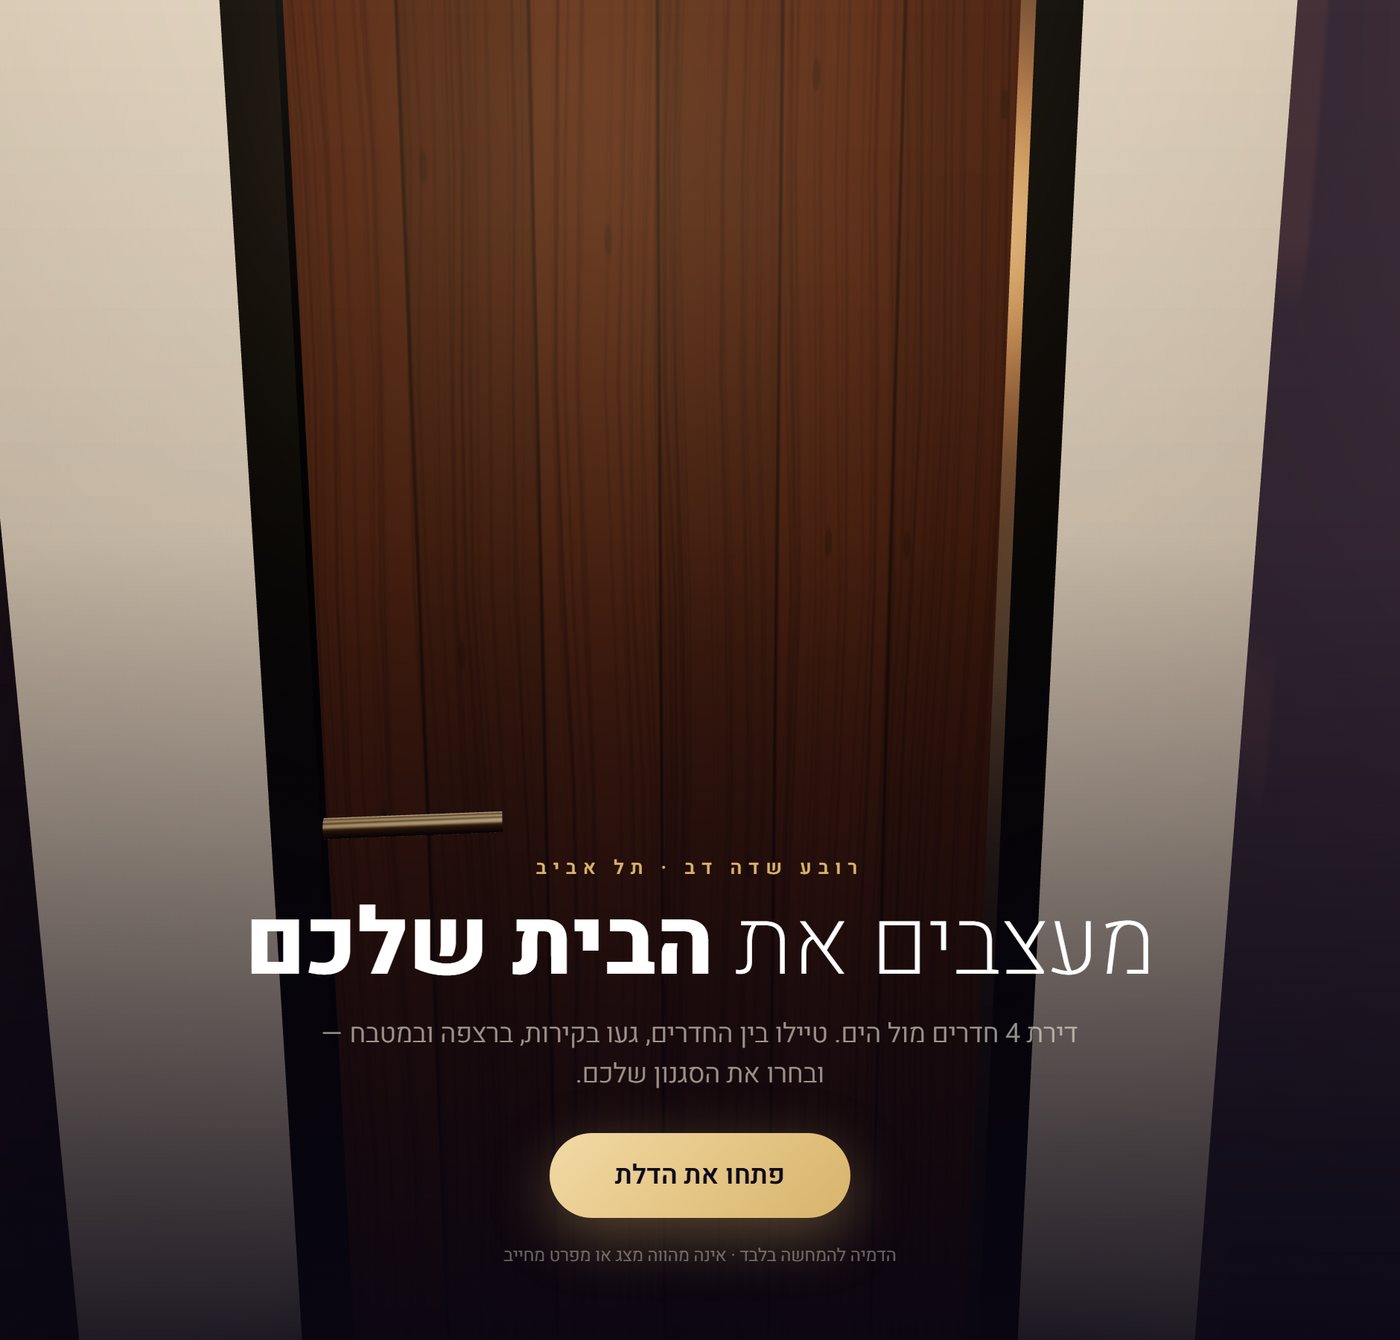 רובע שדה דב · תל אביב
מעצבים את הבית שלכם
דירת 4 חדרים מול הים. טיילו בין החדרים, געו בקירות, ברצפה ובמטבח —
ובחרו את הסגנון שלכם.
פתחו את הדלת
הדמיה להמחשה בלבד · אינה מהווה מצג או מפרט מחייב